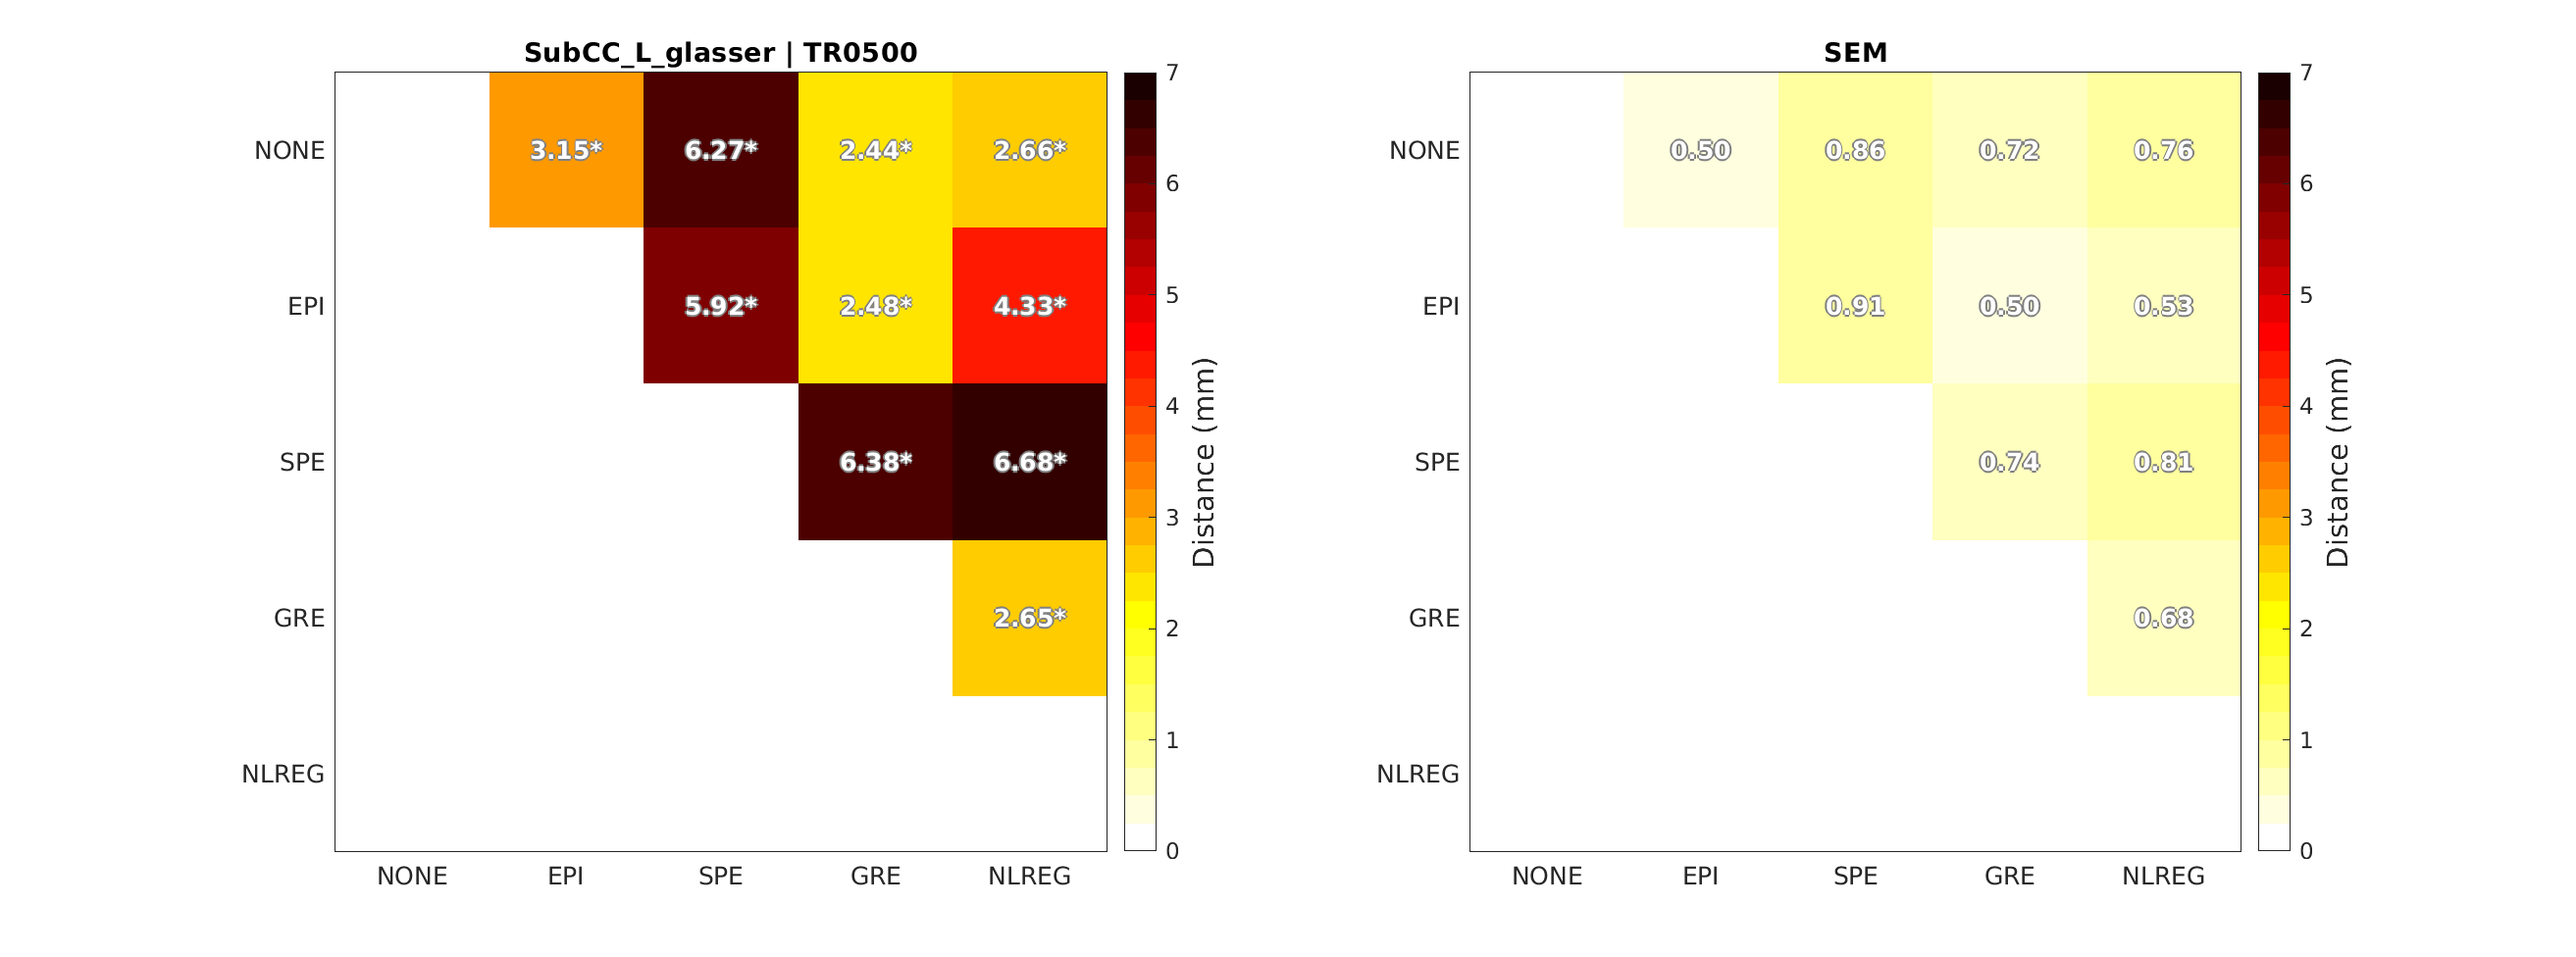 SubCC_L_glasser | TR0500
NONE 3.15* 6.27* 2.44* 2.66*
EPI 5.92* 2.48* 4.33*
SPE 6.38* 6.68*
GRE 2.65*
NLREG
NONE EPI SPE GRE NLREG
7
6
5
4
3
2
1
0
Distance (mm)
SEM
NONE 0.50 0.86 0.72 0.76
EPI 0.91 0.50 0.53
SPE 0.74 0.81
GRE 0.68
NLREG
NONE EPI SPE GRE NLREG
7
6
5
4
3
2
1
0
Distance (mm)